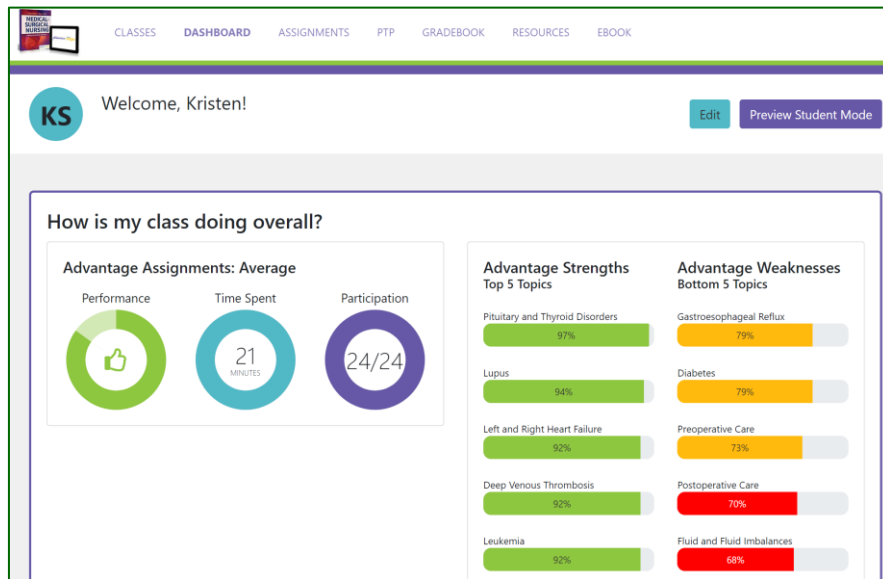 MEDICAL-
SURGICAL
NURSING
CLASSES DASHBOARD ASSIGNMENTS PTP GRADEBOOK RESOURCES EBOOK
KS
Welcome, Kristen!
Edit
Preview Student Mode
How is my class doing overall?
Advantage Assignments: Average
Performance
Time Spent
Participation
21
MINUTES
24/24
Advantage Strengths
Top 5 Topics
Pituitary and Thyroid Disorders
97%
Lupus
94%
Left and Right Heart Failure
92%
Deep Venous Thrombosis
92%
Leukemia
92%
Advantage Weaknesses
Bottom 5 Topics
Gastroesophageal Reflux
79%
Diabetes
79%
Preoperative Care
73%
Postoperative Care
70%
Fluid and Fluid Imbalances
68%